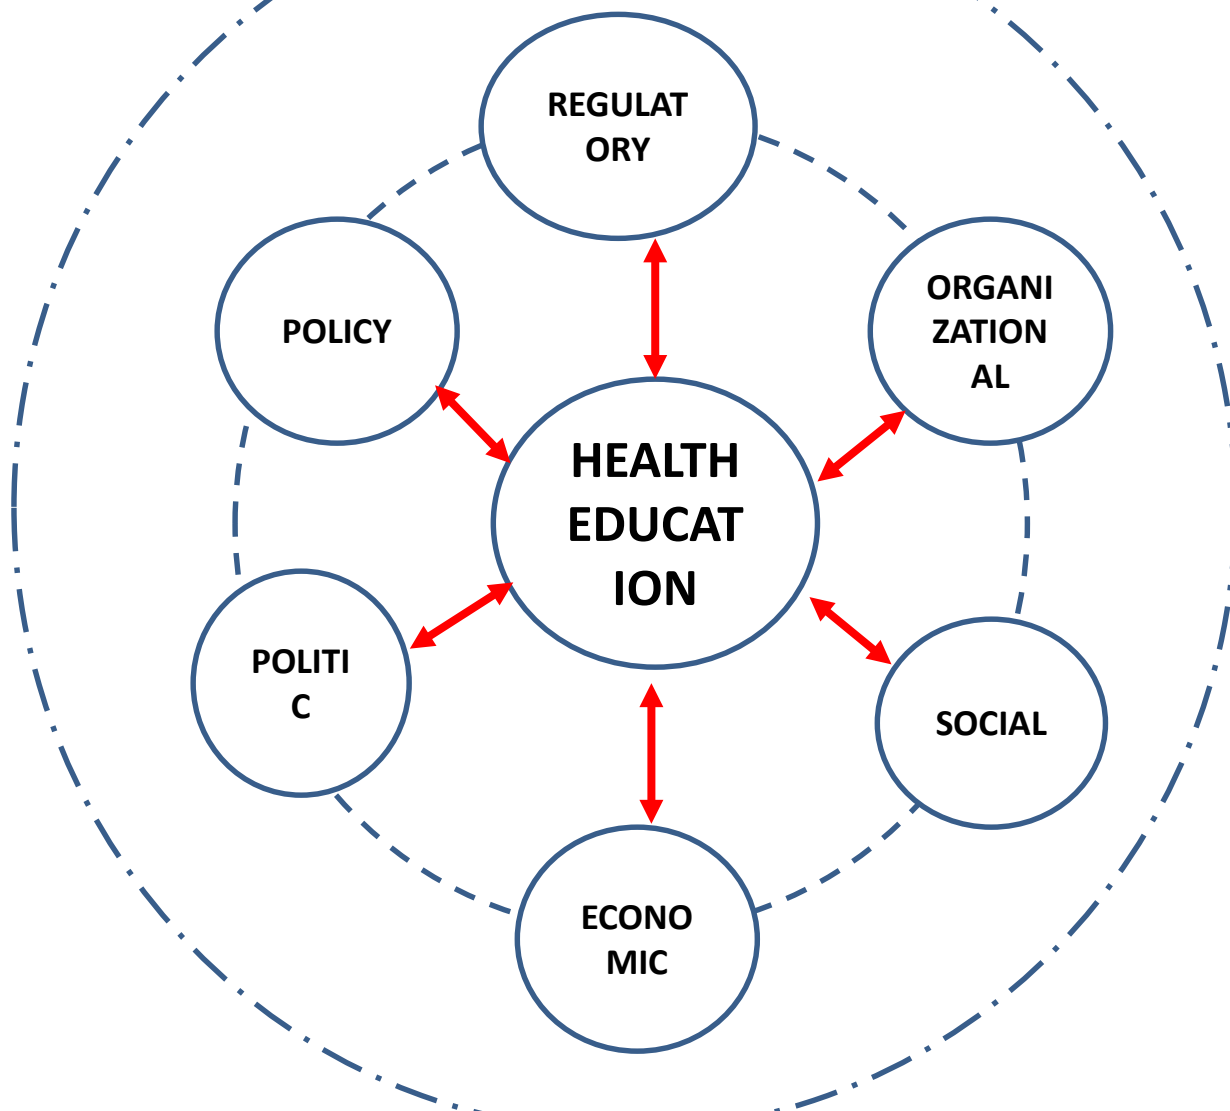 REGULAT
ORY
ORGANI
ZATION
AL
POLICY
HEALTH
EDUCAT
ION
POLITI
C
SOCIAL
ECONO
MIC